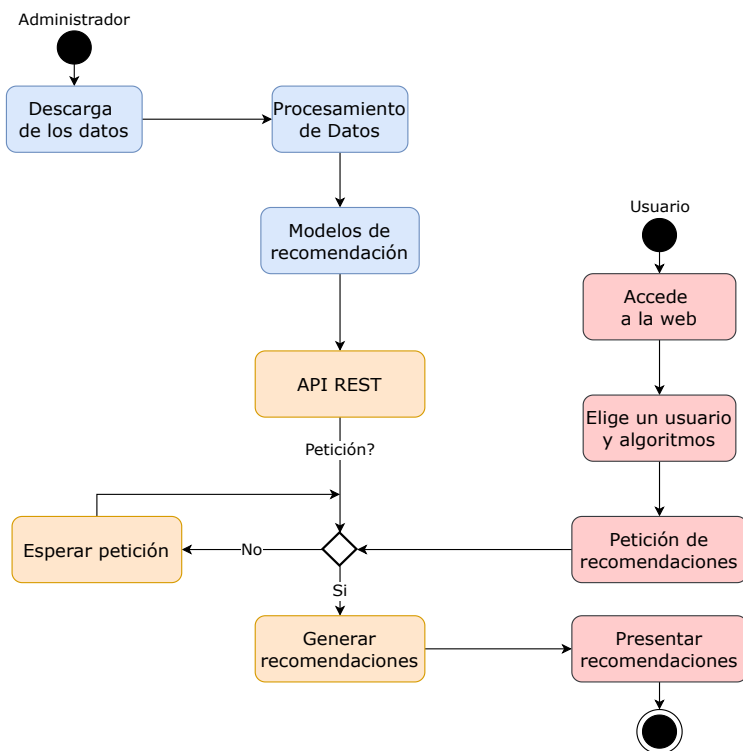 Administrador
Descarga
de los datos
Procesamiento
de Datos
Modelos de
recomendación
Usuario
Accede
a la web
API REST
Elige un usuario
y algoritmos
Petición?
Esperar petición
No
Petición de
recomendaciones
Si
Generar
recomendaciones
Presentar
recomendaciones